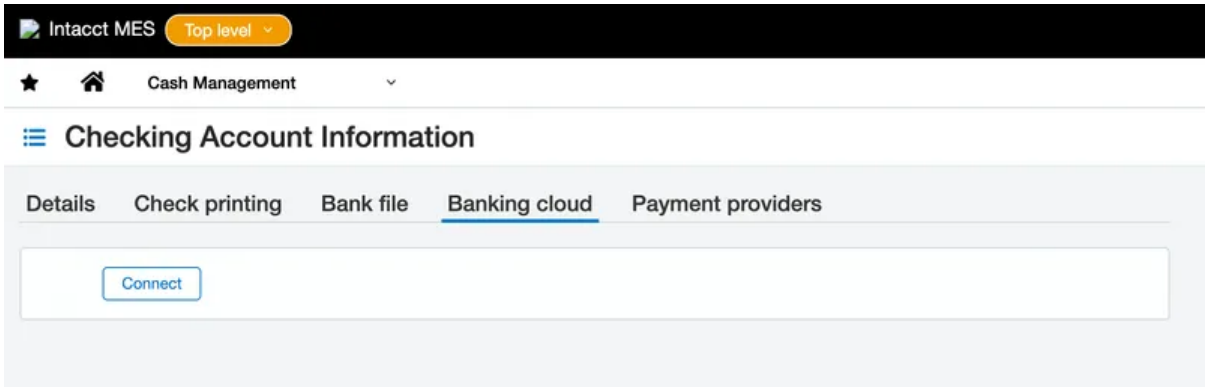 Intacct MES Top level
Cash Management
Checking Account Information
Details Check printing Bank file Banking cloud Payment providers
Connect